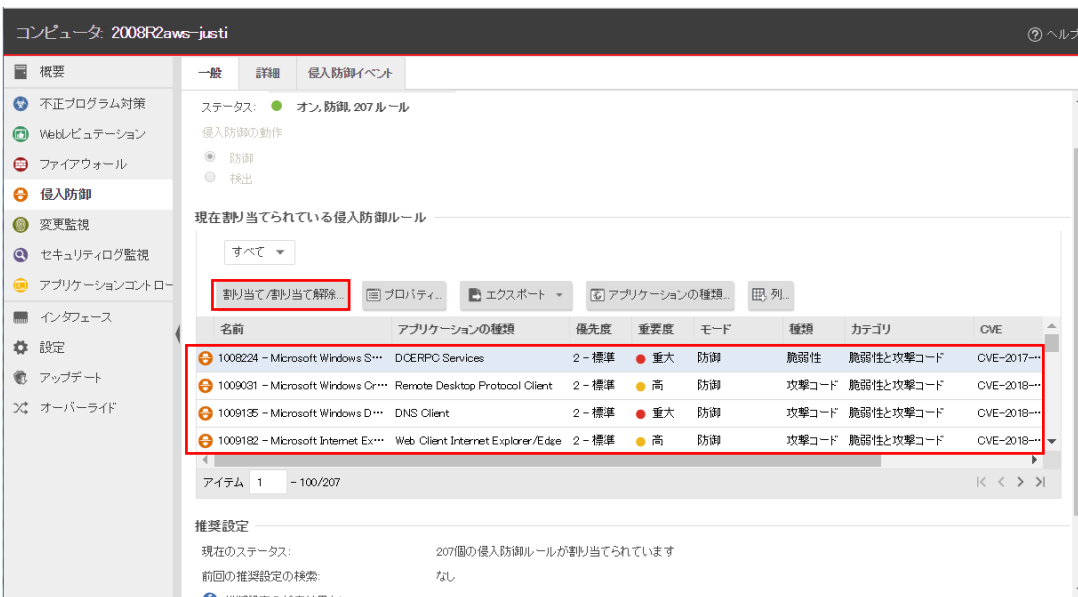 コンピュータ: 2008R2aws-justi
ヘルプ
概要
不正プログラム対策
Webレピュテーション
ファイアウォール
侵入防御
変更監視
セキュリティログ監視
アプリケーションコントロー
インタフェース
設定
アップデート
オーバーライド
一般 詳細 侵入防御イベント
ステータス: オン, 防御, 207 ルール
侵入防御の動作
防御
検出
現在割り当てられている侵入防御ルール
すべて
割り当て/割り当て解除... プロパティ... エクスポート アプリケーションの種類... 列...
名前 アプリケーションの種類 優先度 重要度 モード 種類 カテゴリ CVE
1008224 - Microsoft Windows S… DCERPC Services 2 - 標準 重大 防御 脆弱性 脆弱性と攻撃コード CVE-2017-…
1009031 - Microsoft Windows Cr… Remote Desktop Protocol Client 2 - 標準 高 防御 攻撃コード 脆弱性と攻撃コード CVE-2018-…
1009135 - Microsoft Windows D… DNS Client 2 - 標準 重大 防御 攻撃コード 脆弱性と攻撃コード CVE-2018-…
1009182 - Microsoft Internet Ex… Web Client Internet Explorer/Edge 2 - 標準 高 防御 攻撃コード 脆弱性と攻撃コード CVE-2018-…
アイテム 1 - 100/207
推奨設定
現在のステータス: 207個の侵入防御ルールが割り当てられています
前回の推奨設定の検索: なし